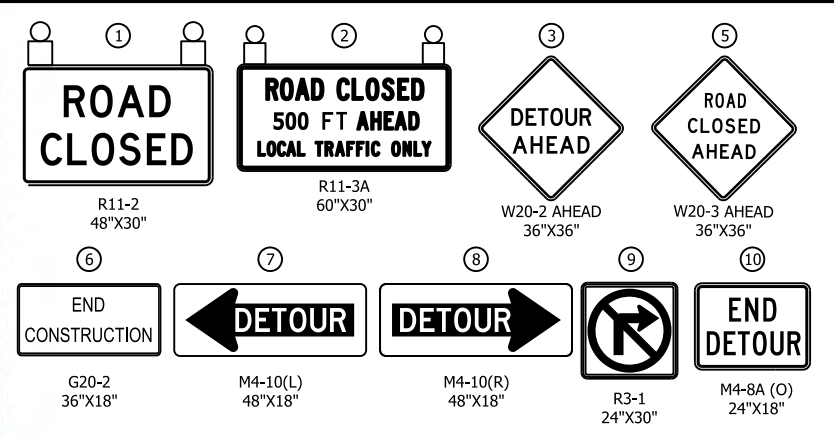 1
ROAD
CLOSED
R11-2
48"X30"
2
ROAD CLOSED
500 FT AHEAD
LOCAL TRAFFIC ONLY
R11-3A
60"X30"
3
DETOUR
AHEAD
W20-2 AHEAD
36"X36"
5
ROAD
CLOSED
AHEAD
W20-3 AHEAD
36"X36"
6
END
CONSTRUCTION
G20-2
36"X18"
7
DETOUR
M4-10(L)
48"X18"
8
DETOUR
M4-10(R)
48"X18"
9
R3-1
24"X30"
10
END
DETOUR
M4-8A (O)
24"X18"